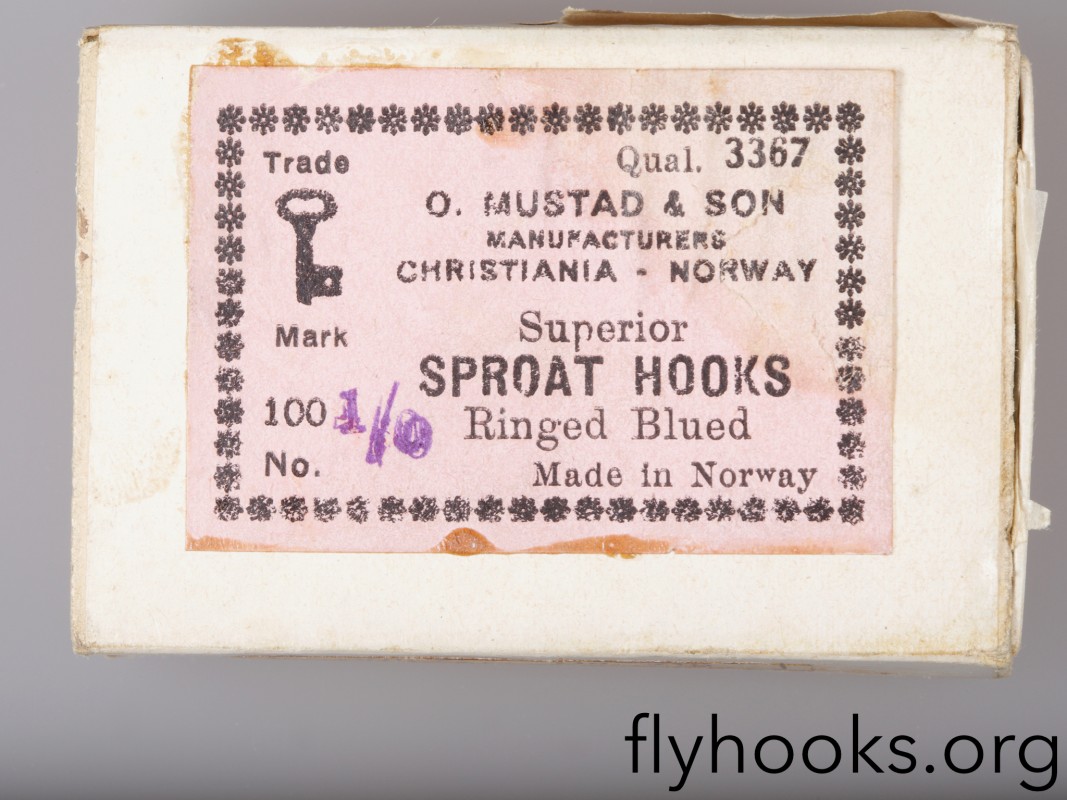 Trade
Qual. 3367
O. MUSTAD & SON
MANUFACTURERS
CHRISTIANIA - NORWAY
Mark
Superior
SPROAT HOOKS
100 1/0
Ringed Blued
No.
Made in Norway
flyhooks.org